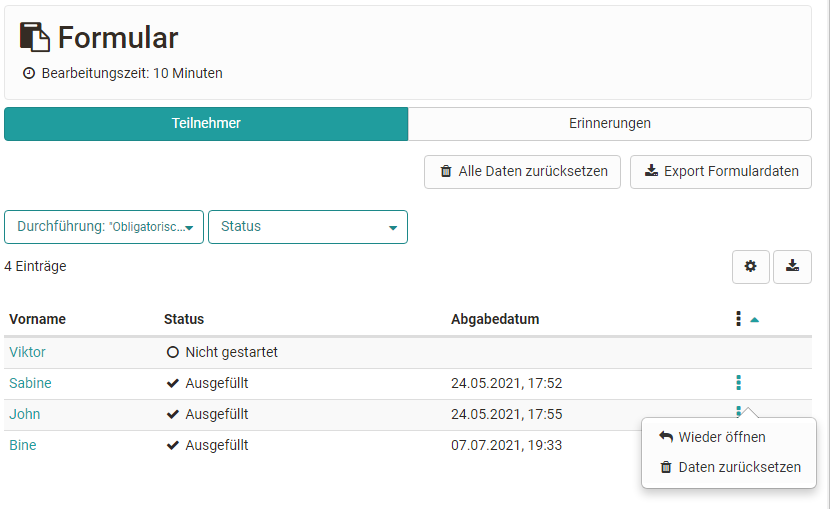 Formular
Bearbeitungszeit: 10 Minuten
Teilnehmer Erinnerungen
Alle Daten zurücksetzen Export Formulardaten
Durchführung: "Obligatorisc... Status
4 Einträge
Vorname Status Abgabedatum
Viktor Nicht gestartet
Sabine Ausgefüllt 24.05.2021, 17:52
John Ausgefüllt 24.05.2021, 17:55
Wieder öffnen
Bine Ausgefüllt 07.07.2021, 19:33
Daten zurücksetzen